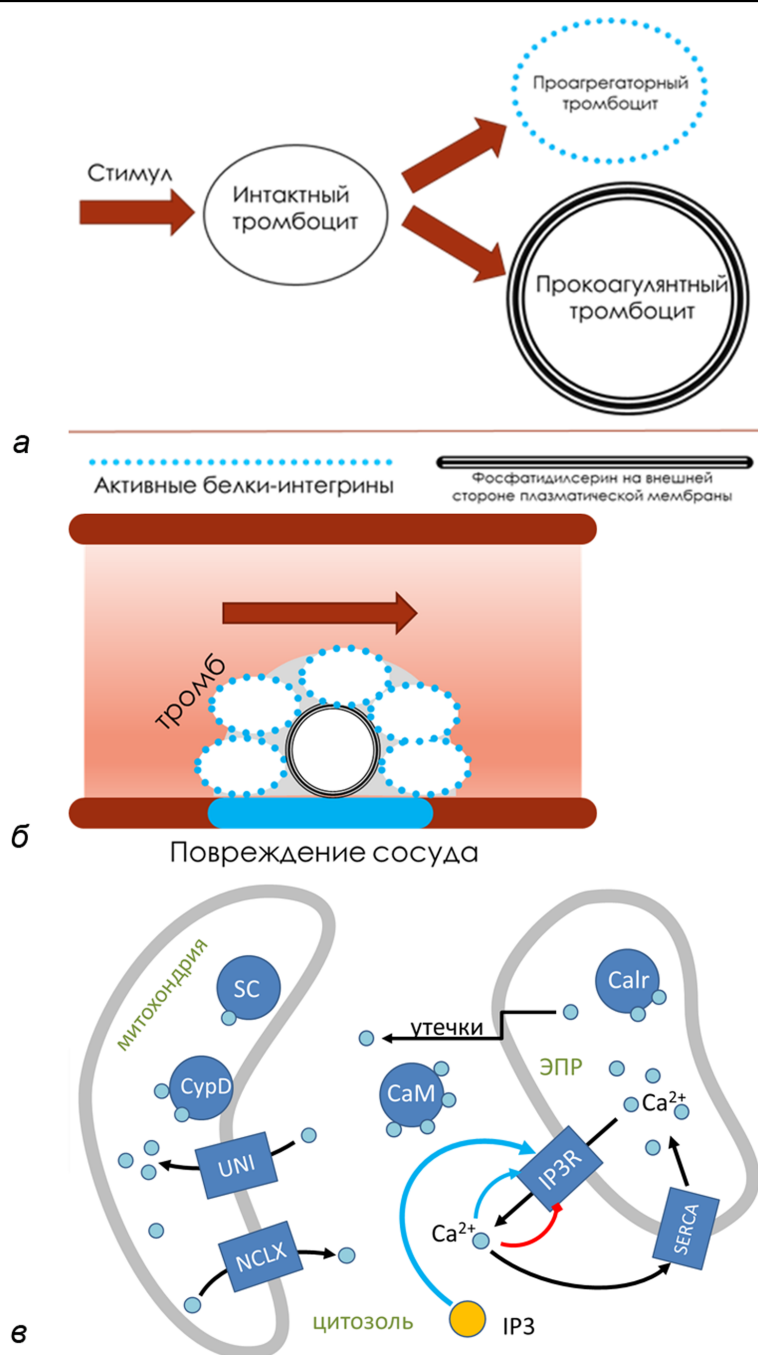 Стимул
Интактный
тромбоцит
Проагрегаторный
тромбоцит
Прокоагулянтный
тромбоцит
а
Активные белки-интегрины
Фосфатидилсерин на внешней
стороне плазматической мембраны
тромб
б
Повреждение сосуда
митохондрия
SC
CypD
UNI
NCLX
утечки
CaM
Calr
ЭПР
Ca²⁺
IP3R
Ca²⁺
SERCA
цитозоль
IP3
в